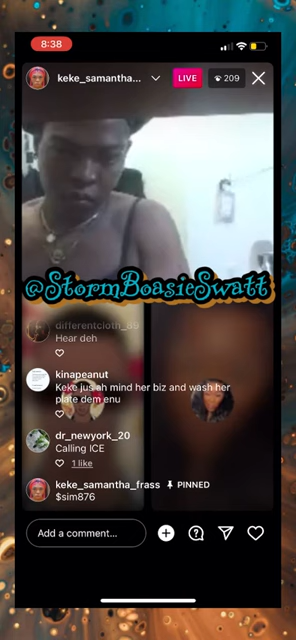 8:38
keke_samantha...
LIVE
209
@StormBoasieSwatt
differentcloth_89
Hear deh
kinapeanut
Keke jus ah mind her biz and wash her
plate dem enu
dr_newyork_20
Calling ICE
1 like
keke_samantha_frass PINNED
$sim876
Add a comment...